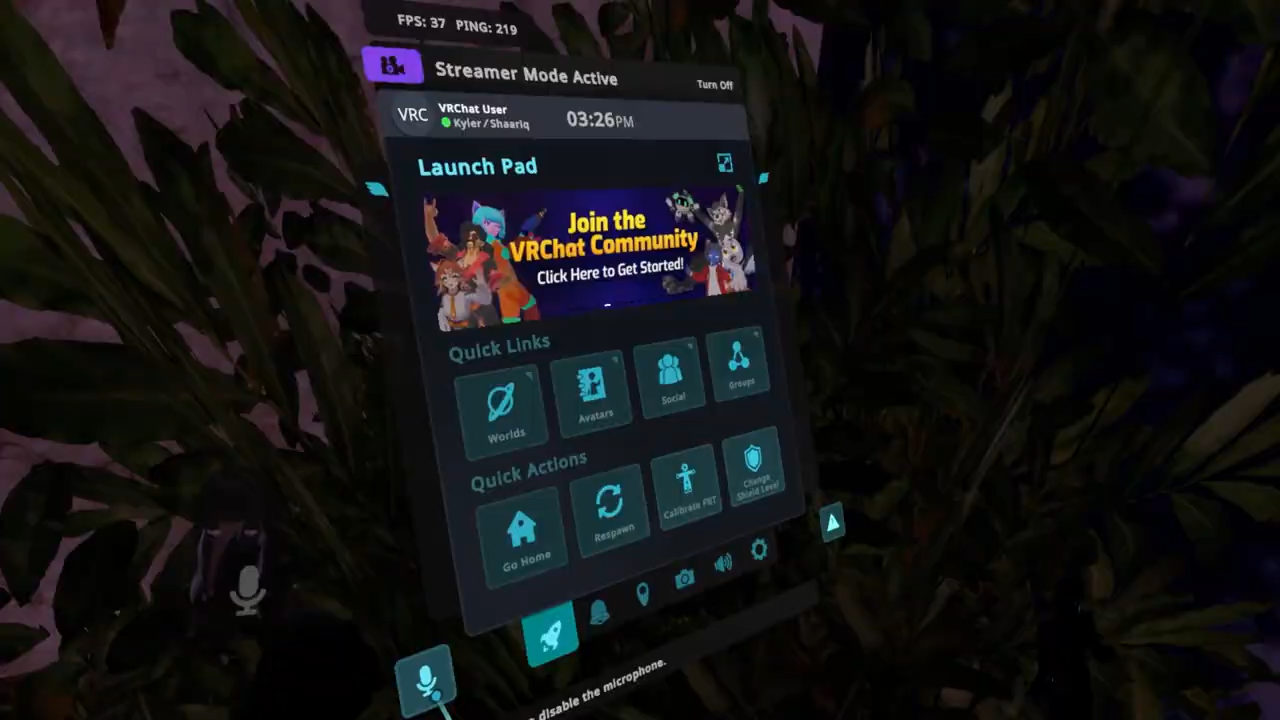 FPS: 37 PING: 219
Streamer Mode Active
Turn Off
VRC
VRChat User
Kyler/Shaariq
03:26PM
Launch Pad
Join the
VRChat Community
Click Here to Get Started!
Quick Links
Worlds
Avatars
Social
Groups
Quick Actions
Go Home
Respawn
Calibrate FBT
Change
Shield Level
disable the microphone.